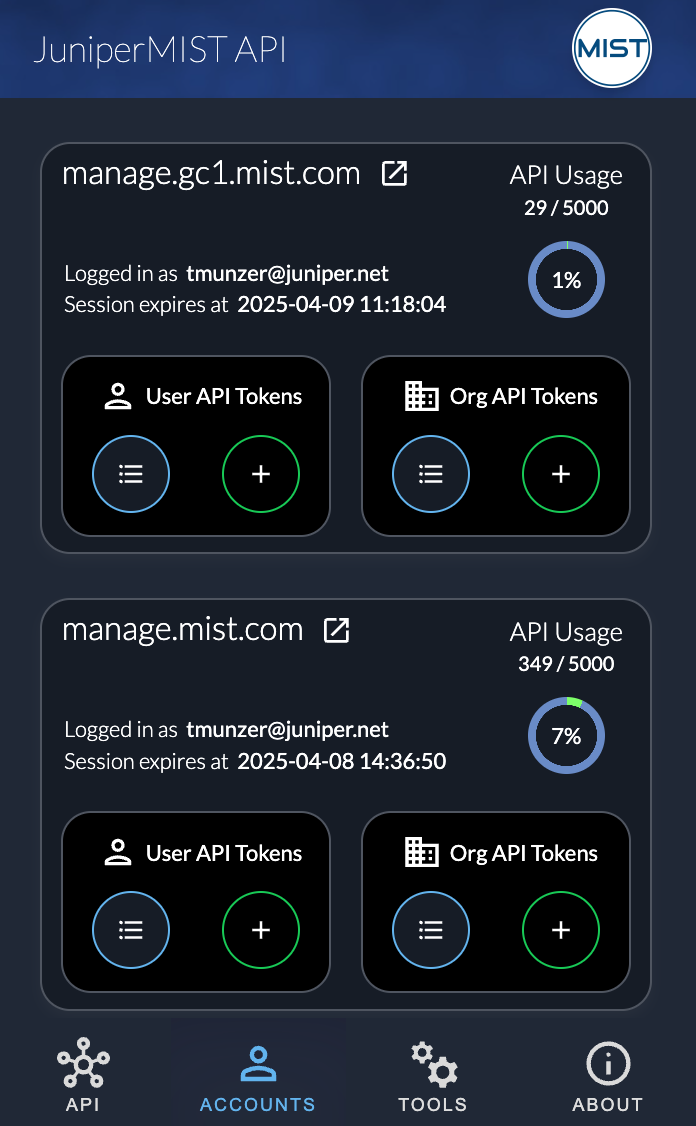 JuniperMIST API
MIST
manage.gc1.mist.com
API Usage
29 / 5000
Logged in as tmunzer@juniper.net
Session expires at 2025-04-09 11:18:04
1%
User API Tokens
Org API Tokens
manage.mist.com
API Usage
349 / 5000
Logged in as tmunzer@juniper.net
Session expires at 2025-04-08 14:36:50
7%
User API Tokens
Org API Tokens
API
ACCOUNTS
TOOLS
ABOUT